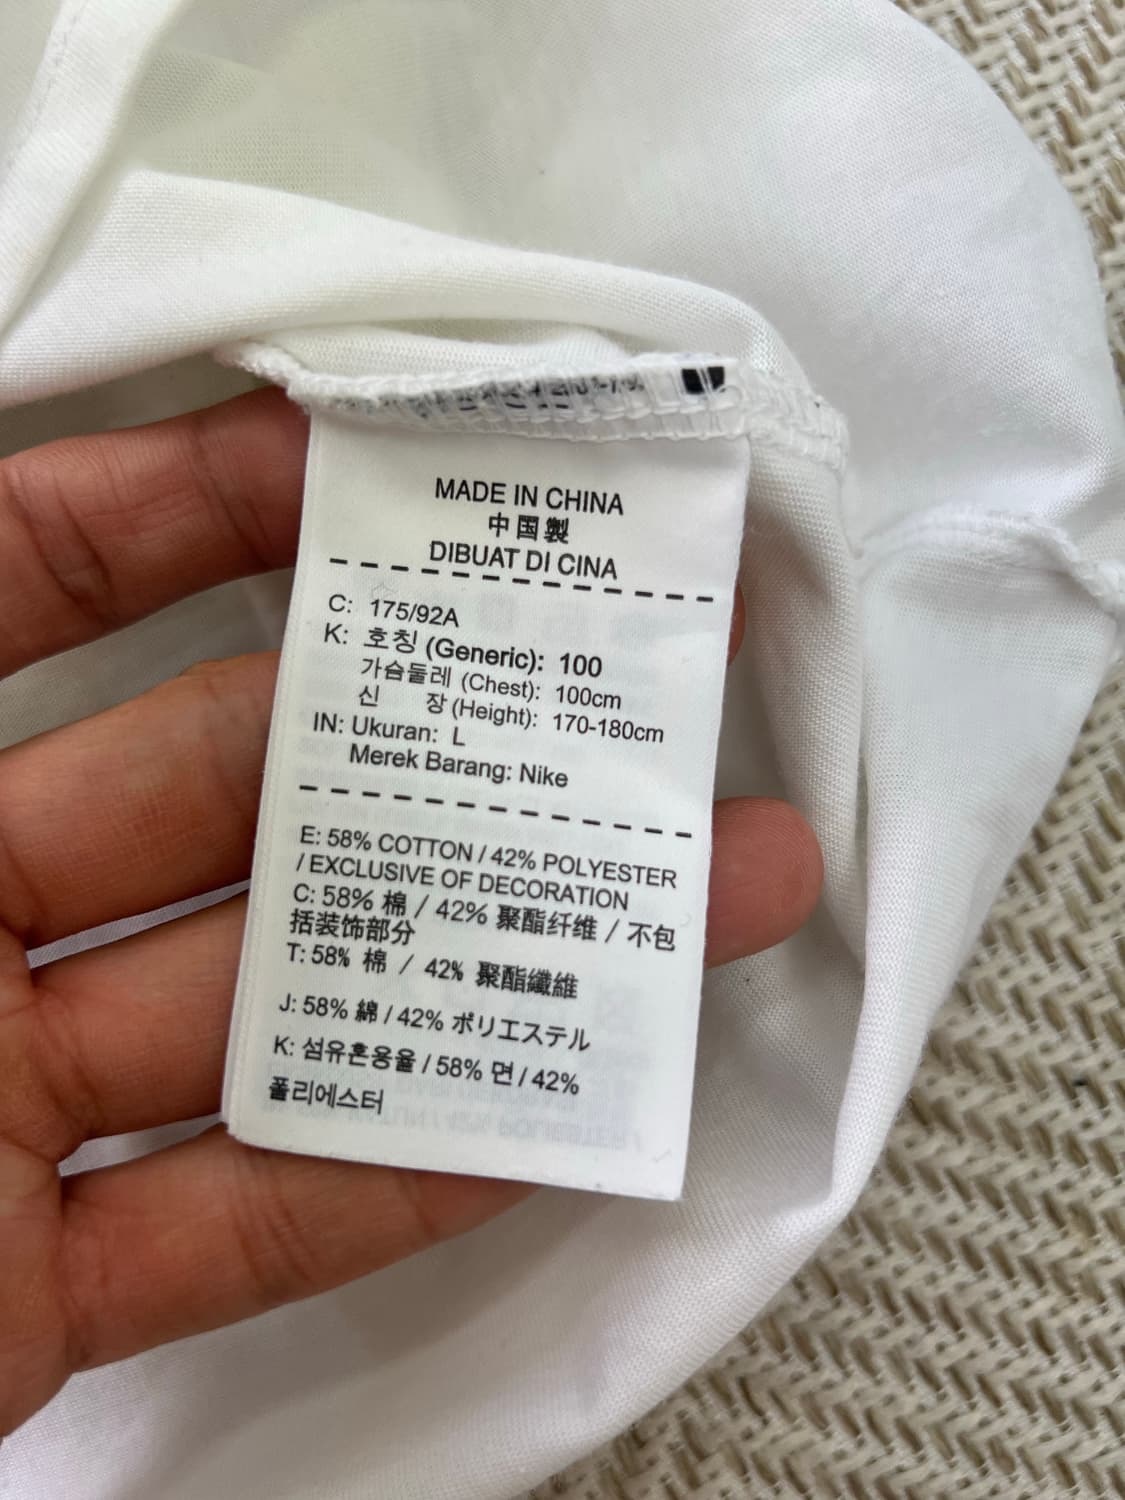 MADE IN CHINA
中国製
DIBUAT DI CINA
C: 175/92A
K: 호칭 (Generic): 100
가슴둘레 (Chest): 100cm
신 장 (Height): 170-180cm
IN: Ukuran: L
Merek Barang: Nike
E: 58% COTTON / 42% POLYESTER
/ EXCLUSIVE OF DECORATION
C: 58% 棉 / 42% 聚酯纤维 / 不包
括装饰部分
T: 58% 棉 / 42% 聚酯纖維
J: 58% 綿 / 42% ポリエステル
K: 섬유혼용율 / 58% 면 / 42%
폴리에스터